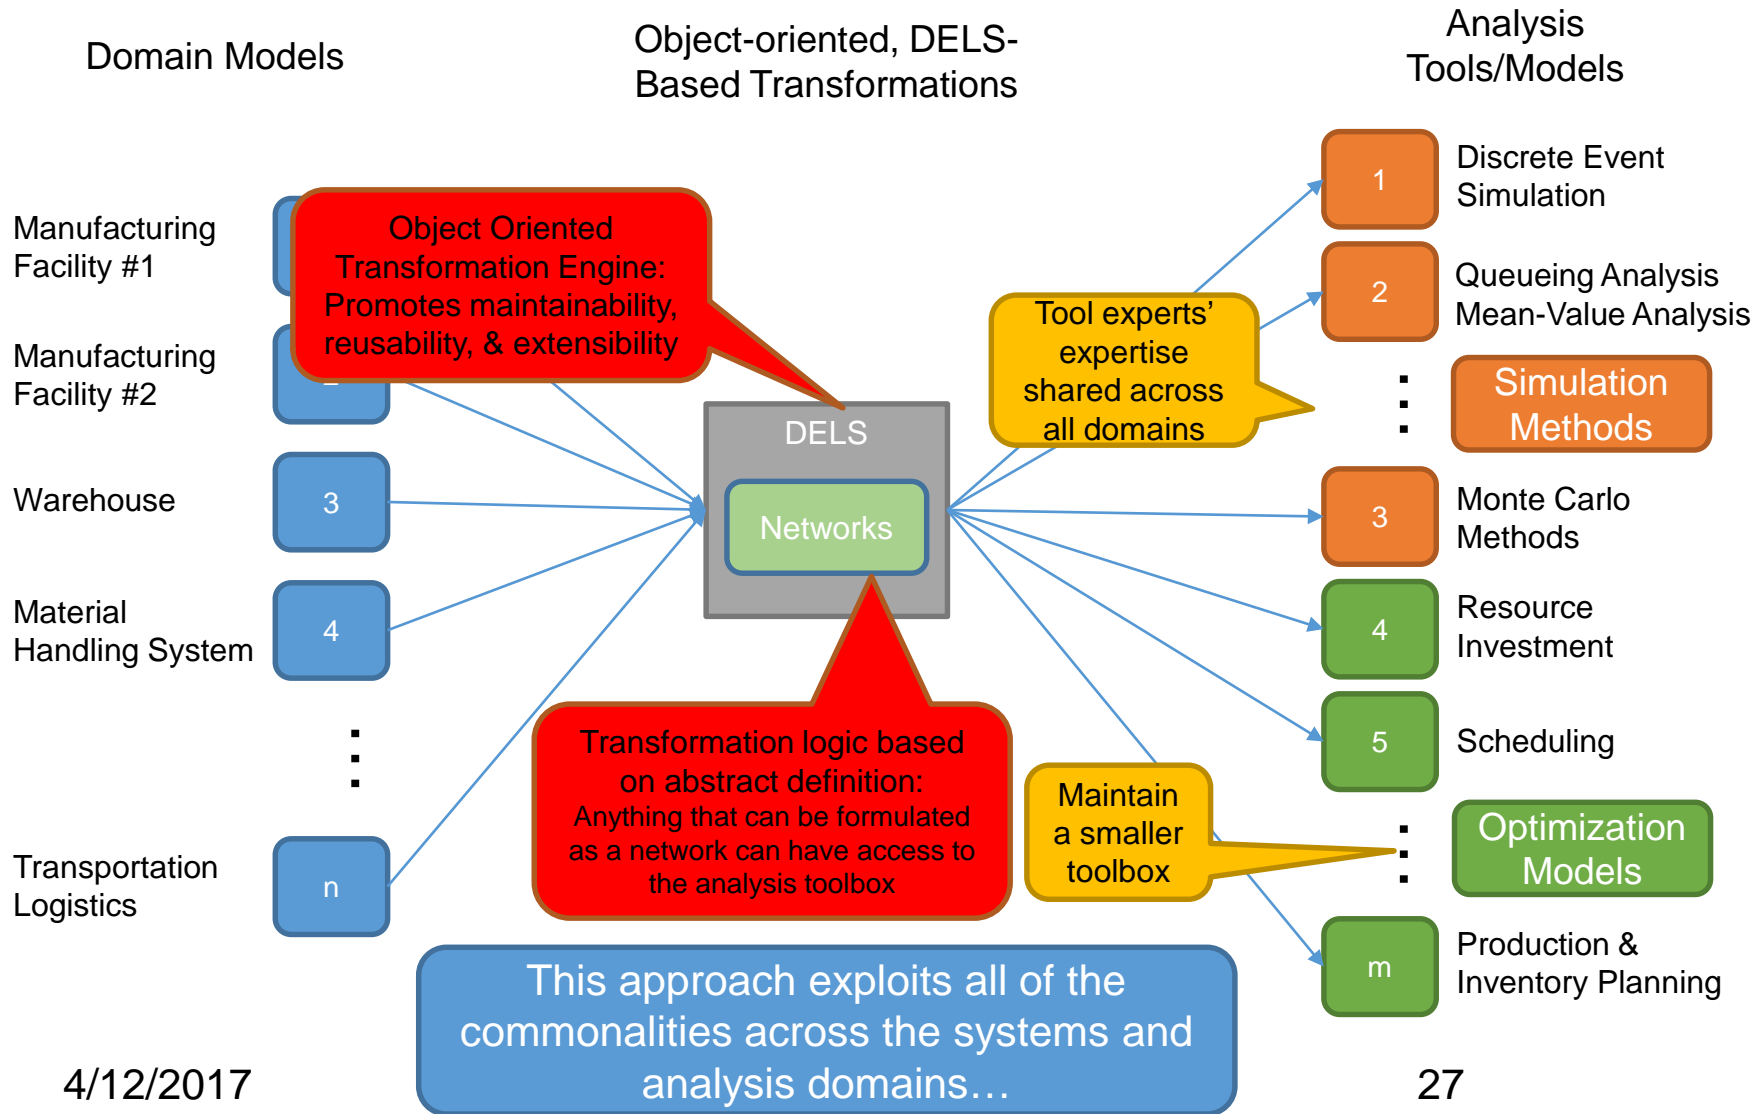 Domain Models
Object-oriented, DELS-
Based Transformations
Analysis
Tools/Models
Manufacturing
Facility #1
Manufacturing
Facility #2
Warehouse
3
Material
Handling System
4
Transportation
Logistics
n
Object Oriented
Transformation Engine:
Promotes maintainability,
reusability, & extensibility
DELS
Networks
Transformation logic based
on abstract definition:
Anything that can be formulated
as a network can have access to
the analysis toolbox
Tool experts’
expertise
shared across
all domains
Maintain
a smaller
toolbox
1
Discrete Event
Simulation
2
Queueing Analysis
Mean-Value Analysis
Simulation
Methods
3
Monte Carlo
Methods
4
Resource
Investment
5
Scheduling
Optimization
Models
m
Production &
Inventory Planning
This approach exploits all of the
commonalities across the systems and
analysis domains…
4/12/2017
27